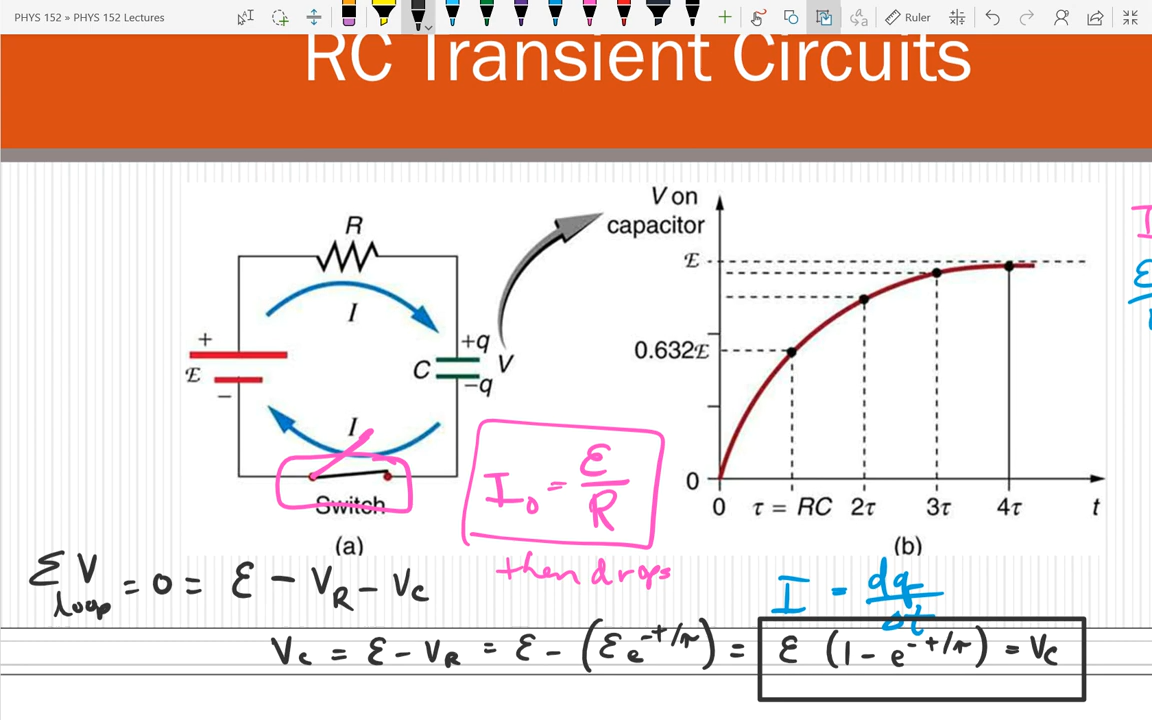 PHYS 152 » PHYS 152 Lectures
Ruler
RC Transient Circuits
R
I
+
ℰ
−
C
+q
−q
V
I
Switch
(a)
I₀ = ℰ/R
then drops
V on
capacitor
ℰ
0.632ℰ
0
0 τ = RC 2τ 3τ 4τ t
(b)
I
ℰ
ΣV loop = 0 = ℰ − V_R − V_C
I = dq/dt
V_C = ℰ − V_R = ℰ − (ℰe^{-t/τ}) = ℰ (1 − e^{-t/τ}) = V_C